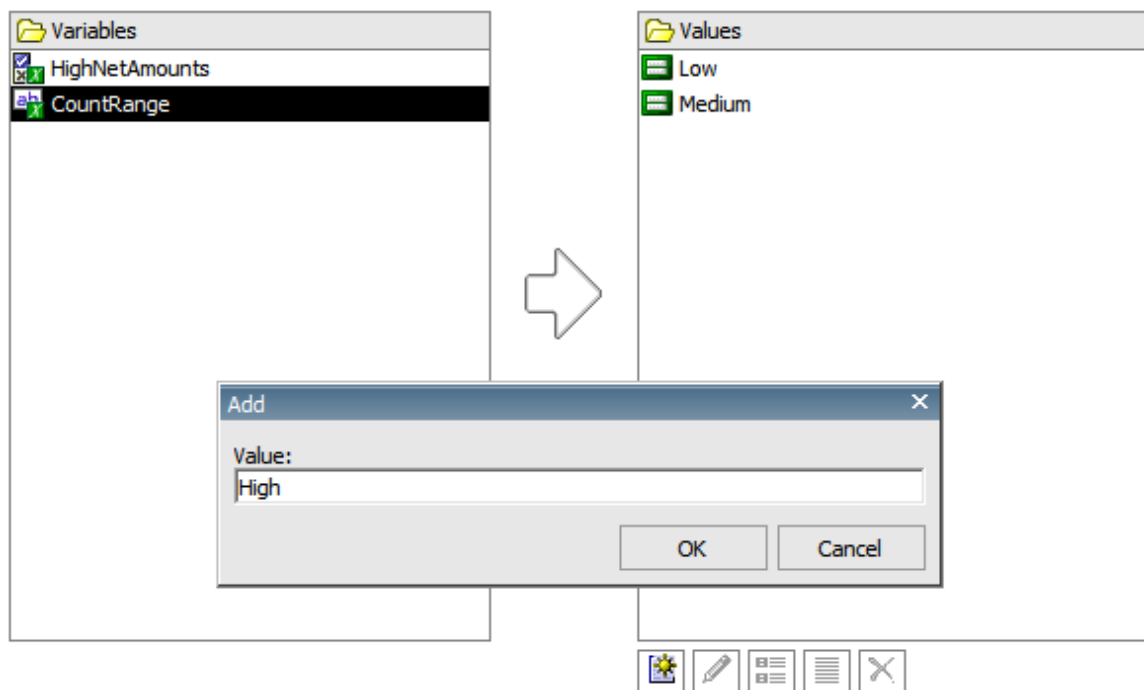 Variables
HighNetAmounts
CountRange
Values
Low
Medium
Add
Value:
High
OK
Cancel